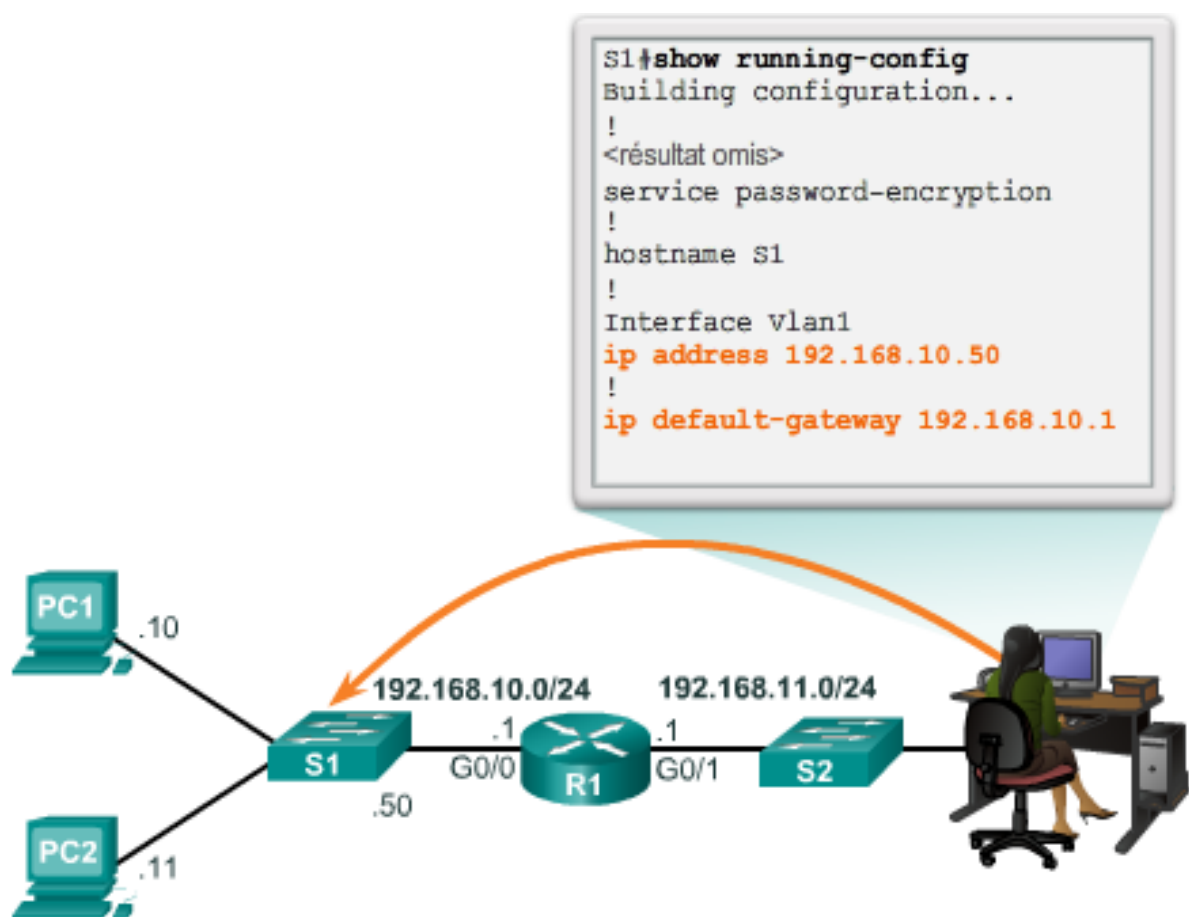 S1#show running-config
Building configuration...
!
<résultat omis>
service password-encryption
!
hostname S1
!
Interface Vlan1
ip address 192.168.10.50
!
ip default-gateway 192.168.10.1
PC1
.10
192.168.10.0/24
192.168.11.0/24
.1
.1
S1
G0/0
R1
G0/1
S2
.50
PC2
.11